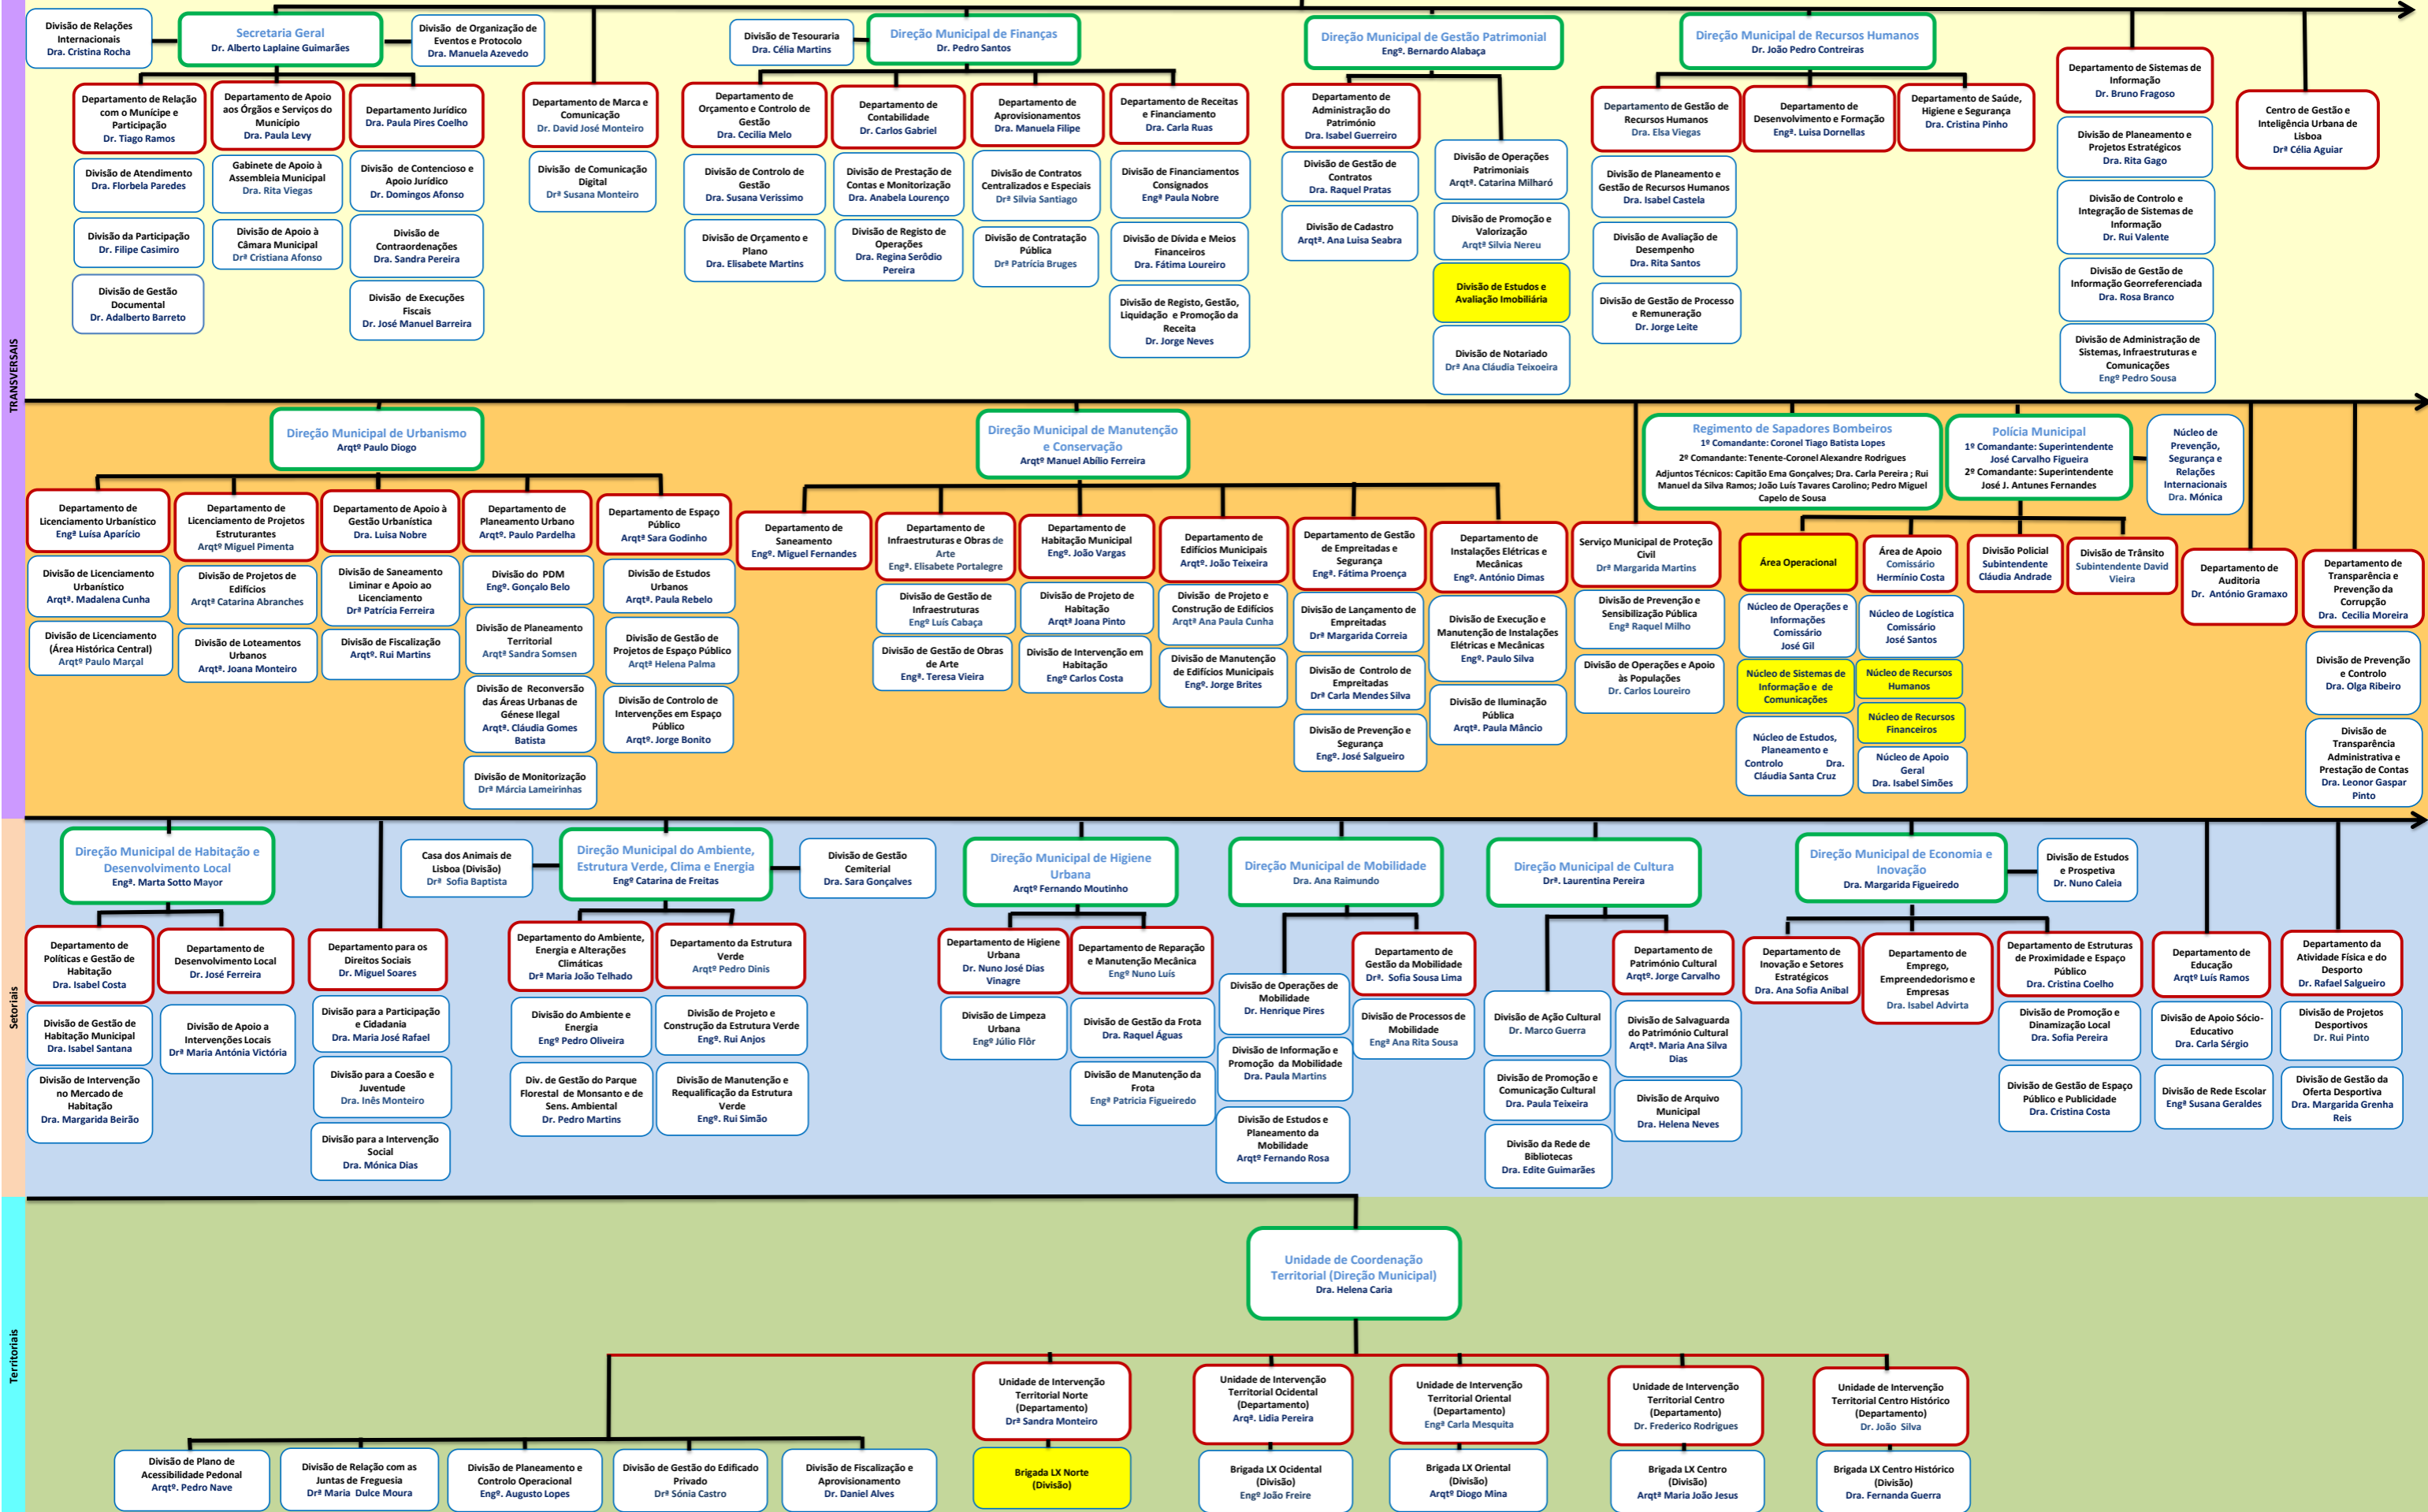 TRANSVERSAIS
Divisão de Relações
Internacionais
Dra. Cristina Rocha
Secretaria Geral
Dr. Alberto Laplaine Guimarães
Divisão de Organização de
Eventos e Protocolo
Dra. Manuela Azevedo
Departamento de Relação
com o Munícipe e
Participação
Dr. Tiago Ramos
Divisão de Atendimento
Dra. Florbela Paredes
Divisão da Participação
Dr. Filipe Casimiro
Divisão de Gestão
Documental
Dr. Adalberto Barreto
Departamento de Apoio
aos Órgãos e Serviços do
Município
Dra. Paula Levy
Gabinete de Apoio à
Assembleia Municipal
Dra. Rita Viegas
Divisão de Apoio à
Câmara Municipal
Drª Cristiana Afonso
Departamento Jurídico
Dra. Paula Pires Coelho
Divisão de Contencioso e
Apoio Jurídico
Dr. Domingos Afonso
Divisão de
Contraordenações
Dra. Sandra Pereira
Divisão de Execuções
Fiscais
Dr. José Manuel Barreira
Departamento de Marca e
Comunicação
Dr. David José Monteiro
Divisão de Comunicação
Digital
Drª Susana Monteiro
Divisão de Tesouraria
Dra. Célia Martins
Direção Municipal de Finanças
Dr. Pedro Santos
Departamento de
Orçamento e Controlo de
Gestão
Dra. Cecilia Melo
Divisão de Controlo de
Gestão
Dra. Susana Verissimo
Divisão de Orçamento e
Plano
Dra. Elisabete Martins
Departamento de
Contabilidade
Dr. Carlos Gabriel
Divisão de Prestação de
Contas e Monitorização
Dra. Anabela Lourenço
Divisão de Registo de
Operações
Dra. Regina Serôdio
Pereira
Departamento de
Aprovisionamentos
Dra. Manuela Filipe
Divisão de Contratos
Centralizados e Especiais
Drª Silvia Santiago
Divisão de Contratação
Pública
Drª Patrícia Bruges
Departamento de Receitas
e Financiamento
Dra. Carla Ruas
Divisão de Financiamentos
Consignados
Engª Paula Nobre
Divisão de Dívida e Meios
Financeiros
Dra. Fátima Loureiro
Divisão de Registo, Gestão,
Liquidação e Promoção da
Receita
Dr. Jorge Neves
Direção Municipal de Gestão Patrimonial
Engº. Bernardo Alabaça
Departamento de
Administração do
Património
Dra. Isabel Guerreiro
Divisão de Gestão de
Contratos
Dra. Raquel Pratas
Divisão de Cadastro
Arqtª. Ana Luisa Seabra
Divisão de Operações
Patrimoniais
Arqtª. Catarina Milharó
Divisão de Promoção e
Valorização
Arqtª Silvia Nereu
Divisão de Estudos e
Avaliação Imobiliária
Divisão de Notariado
Drª Ana Cláudia Teixoeira
Direção Municipal de Recursos Humanos
Dr. João Pedro Contreiras
Departamento de Gestão de
Recursos Humanos
Dra. Elsa Viegas
Divisão de Planeamento e
Gestão de Recursos Humanos
Dra. Isabel Castela
Divisão de Avaliação de
Desempenho
Dra. Rita Santos
Divisão de Gestão de Processo
e Remuneração
Dr. Jorge Leite
Departamento de
Desenvolvimento e Formação
Engª. Luisa Dornellas
Departamento de Saúde,
Higiene e Segurança
Dra. Cristina Pinho
Departamento de Sistemas de
Informação
Dr. Bruno Fragoso
Divisão de Planeamento e
Projetos Estratégicos
Dra. Rita Gago
Divisão de Controlo e
Integração de Sistemas de
Informação
Dr. Rui Valente
Divisão de Gestão de
Informação Georreferenciada
Dra. Rosa Branco
Divisão de Administração de
Sistemas, Infraestruturas e
Comunicações
Engº Pedro Sousa
Centro de Gestão e
Inteligência Urbana de
Lisboa
Drª Célia Aguiar
Direção Municipal de Urbanismo
Arqtº Paulo Diogo
Departamento de
Licenciamento Urbanístico
Engª Luísa Aparício
Divisão de Licenciamento
Urbanístico
Arqtª. Madalena Cunha
Divisão de Licenciamento
(Área Histórica Central)
Arqtº Paulo Marçal
Departamento de
Licenciamento de Projetos
Estruturantes
Arqtº Miguel Pimenta
Divisão de Projetos de
Edifícios
Arqtª Catarina Abranches
Divisão de Loteamentos
Urbanos
Arqtª. Joana Monteiro
Departamento de Apoio à
Gestão Urbanística
Dra. Luisa Nobre
Divisão de Saneamento
Liminar e Apoio ao
Licenciamento
Drª Patrícia Ferreira
Divisão de Fiscalização
Arqtº. Rui Martins
Departamento de
Planeamento Urbano
Arqtº. Paulo Pardelha
Divisão do PDM
Engº. Gonçalo Belo
Divisão de Planeamento
Territorial
Arqtª Sandra Somsen
Divisão de Reconversão
das Áreas Urbanas de
Génese Ilegal
Arqtª. Cláudia Gomes
Batista
Divisão de Monitorização
Drª Márcia Lameirinhas
Departamento de Espaço
Público
Arqtª Sara Godinho
Divisão de Estudos
Urbanos
Arqtª. Paula Rebelo
Divisão de Gestão de
Projetos de Espaço Público
Arqtª Helena Palma
Divisão de Controlo de
Intervenções em Espaço
Público
Arqtº. Jorge Bonito
Direção Municipal de Manutenção
e Conservação
Arqtº Manuel Abílio Ferreira
Departamento de
Saneamento
Engº. Miguel Fernandes
Departamento de
Infraestruturas e Obras de
Arte
Engª. Elisabete Portalegre
Divisão de Gestão de
Infraestruturas
Engº Luís Cabaça
Divisão de Gestão de Obras
de Arte
Engª. Teresa Vieira
Departamento de
Habitação Municipal
Engº. João Vargas
Divisão de Projeto de
Habitação
Arqtª Joana Pinto
Divisão de Intervenção em
Habitação
Engº Carlos Costa
Departamento de
Edifícios Municipais
Arqtº. João Teixeira
Divisão de Projeto e
Construção de Edifícios
Arqtª Ana Paula Cunha
Divisão de Manutenção
de Edifícios Municipais
Engº. Jorge Brites
Departamento de Gestão
de Empreitadas e
Segurança
Engª. Fátima Proença
Divisão de Lançamento de
Empreitadas
Drª Margarida Correia
Divisão de Controlo de
Empreitadas
Drª Carla Mendes Silva
Divisão de Prevenção e
Segurança
Engº. José Salgueiro
Departamento de
Instalações Elétricas e
Mecânicas
Engº. António Dimas
Divisão de Execução e
Manutenção de Instalações
Elétricas e Mecânicas
Engº. Paulo Silva
Divisão de Iluminação
Pública
Arqtª. Paula Mâncio
Serviço Municipal de Proteção
Civil
Drª Margarida Martins
Divisão de Prevenção e
Sensibilização Pública
Engª Raquel Milho
Divisão de Operações e Apoio
às Populações
Dr. Carlos Loureiro
Regimento de Sapadores Bombeiros
1º Comandante: Coronel Tiago Batista Lopes
2º Comandante: Tenente-Coronel Alexandre Rodrigues
Adjuntos Técnicos: Capitão Ema Gonçalves; Dra. Carla Pereira ; Rui
Manuel da Silva Ramos; João Luís Tavares Carolino; Pedro Miguel
Capelo de Sousa
Polícia Municipal
1º Comandante: Superintendente
José Carvalho Figueira
2º Comandante: Superintendente
José J. Antunes Fernandes
Núcleo de
Prevenção,
Segurança e
Relações
Internacionais
Dra. Mónica
Área Operacional
Núcleo de Operações e
Informações
Comissário
José Gil
Núcleo de Sistemas de
Informação e de
Comunicações
Núcleo de Estudos,
Planeamento e
Controlo Dra.
Cláudia Santa Cruz
Área de Apoio
Comissário
Hermínio Costa
Núcleo de Logística
Comissário
José Santos
Núcleo de Recursos
Humanos
Núcleo de Recursos
Financeiros
Núcleo de Apoio
Geral
Dra. Isabel Simões
Divisão Policial
Subintendente
Cláudia Andrade
Divisão de Trânsito
Subintendente David
Vieira
Departamento de
Auditoria
Dr. António Gramaxo
Departamento de
Transparência e
Prevenção da
Corrupção
Dra. Cecilia Moreira
Divisão de Prevenção
e Controlo
Dra. Olga Ribeiro
Divisão de
Transparência
Administrativa e
Prestação de Contas
Dra. Leonor Gaspar
Pinto
Setoriais
Direção Municipal de Habitação e
Desenvolvimento Local
Engª. Marta Sotto Mayor
Departamento de
Políticas e Gestão de
Habitação
Dra. Isabel Costa
Divisão de Gestão de
Habitação Municipal
Dra. Isabel Santana
Divisão de Intervenção
no Mercado de
Habitação
Dra. Margarida Beirão
Departamento de
Desenvolvimento Local
Dr. José Ferreira
Divisão de Apoio a
Intervenções Locais
Drª Maria Antónia Victória
Departamento para os
Direitos Sociais
Dr. Miguel Soares
Divisão para a Participação
e Cidadania
Dra. Maria José Rafael
Divisão para a Coesão e
Juventude
Dra. Inês Monteiro
Divisão para a Intervenção
Social
Dra. Mónica Dias
Casa dos Animais de
Lisboa (Divisão)
Drª Sofia Baptista
Direção Municipal do Ambiente,
Estrutura Verde, Clima e Energia
Engº Catarina de Freitas
Divisão de Gestão
Cemiterial
Dra. Sara Gonçalves
Departamento do Ambiente,
Energia e Alterações
Climáticas
Drª Maria João Telhado
Divisão do Ambiente e
Energia
Engº Pedro Oliveira
Div. de Gestão do Parque
Florestal de Monsanto e de
Sens. Ambiental
Dr. Pedro Martins
Departamento da Estrutura
Verde
Arqtº Pedro Dinis
Divisão de Projeto e
Construção da Estrutura Verde
Engº. Rui Anjos
Divisão de Manutenção e
Requalificação da Estrutura
Verde
Engº. Rui Simão
Direção Municipal de Higiene
Urbana
Arqtº Fernando Moutinho
Departamento de Higiene
Urbana
Dr. Nuno José Dias
Vinagre
Divisão de Limpeza
Urbana
Engº Júlio Flôr
Departamento de Reparação
e Manutenção Mecânica
Engº Nuno Luís
Divisão de Gestão da Frota
Dra. Raquel Águas
Divisão de Manutenção da
Frota
Engª Patricia Figueiredo
Direção Municipal de Mobilidade
Dra. Ana Raimundo
Divisão de Operações de
Mobilidade
Dr. Henrique Pires
Divisão de Informação e
Promoção da Mobilidade
Dra. Paula Martins
Divisão de Estudos e
Planeamento da
Mobilidade
Arqtº Fernando Rosa
Departamento de
Gestão da Mobilidade
Drª. Sofia Sousa Lima
Divisão de Processos de
Mobilidade
Engª Ana Rita Sousa
Direção Municipal de Cultura
Drª. Laurentina Pereira
Divisão de Ação Cultural
Dr. Marco Guerra
Divisão de Promoção e
Comunicação Cultural
Dra. Paula Teixeira
Divisão da Rede de
Bibliotecas
Dra. Edite Guimarães
Departamento de
Património Cultural
Arqtº. Jorge Carvalho
Divisão de Salvaguarda
do Património Cultural
Arqtª. Maria Ana Silva
Dias
Divisão de Arquivo
Municipal
Dra. Helena Neves
Direção Municipal de Economia e
Inovação
Dra. Margarida Figueiredo
Divisão de Estudos
e Prospetiva
Dr. Nuno Caleia
Departamento de
Inovação e Setores
Estratégicos
Dra. Ana Sofia Anibal
Departamento de
Emprego,
Empreendedorismo e
Empresas
Dra. Isabel Advirta
Departamento de Estruturas
de Proximidade e Espaço
Público
Dra. Cristina Coelho
Divisão de Promoção e
Dinamização Local
Dra. Sofia Pereira
Divisão de Gestão de Espaço
Público e Publicidade
Dra. Cristina Costa
Departamento de
Educação
Arqtº Luís Ramos
Divisão de Apoio Sócio-
Educativo
Dra. Carla Sérgio
Divisão de Rede Escolar
Engª Susana Geraldes
Departamento da
Atividade Física e do
Desporto
Dr. Rafael Salgueiro
Divisão de Projetos
Desportivos
Dr. Rui Pinto
Divisão de Gestão da
Oferta Desportiva
Dra. Margarida Grenha
Reis
Territoriais
Unidade de Coordenação
Territorial (Direção Municipal)
Dra. Helena Caria
Divisão de Plano de
Acessibilidade Pedonal
Arqtº. Pedro Nave
Divisão de Relação com as
Juntas de Freguesia
Drª Maria Dulce Moura
Divisão de Planeamento e
Controlo Operacional
Engº. Augusto Lopes
Divisão de Gestão do Edificado
Privado
Drª Sónia Castro
Divisão de Fiscalização e
Aprovisionamento
Dr. Daniel Alves
Unidade de Intervenção
Territorial Norte
(Departamento)
Drª Sandra Monteiro
Brigada LX Norte
(Divisão)
Unidade de Intervenção
Territorial Ocidental
(Departamento)
Arqª. Lidia Pereira
Brigada LX Ocidental
(Divisão)
Engº João Freire
Unidade de Intervenção
Territorial Oriental
(Departamento)
Engª Carla Mesquita
Brigada LX Oriental
(Divisão)
Arqtº Diogo Mina
Unidade de Intervenção
Territorial Centro
(Departamento)
Dr. Frederico Rodrigues
Brigada LX Centro
(Divisão)
Arqtª Maria João Jesus
Unidade de Intervenção
Territorial Centro Histórico
(Departamento)
Dr. João Silva
Brigada LX Centro Histórico
(Divisão)
Dra. Fernanda Guerra